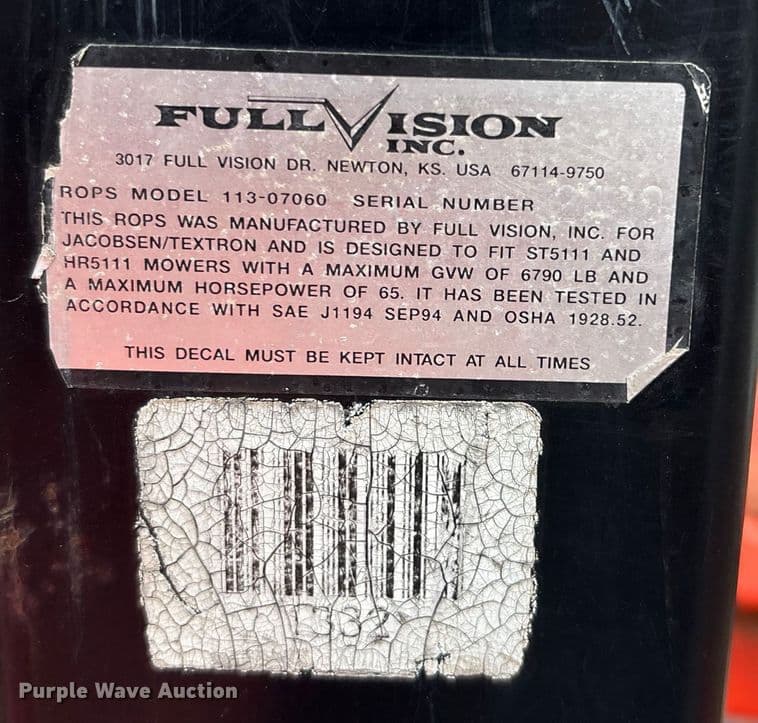 FULL VISION
INC.
3017 FULL VISION DR. NEWTON, KS. USA 67114-9750
ROPS MODEL 113-07060 SERIAL NUMBER
THIS ROPS WAS MANUFACTURED BY FULL VISION, INC. FOR
JACOBSEN/TEXTRON AND IS DESIGNED TO FIT ST5111 AND
HR5111 MOWERS WITH A MAXIMUM GVW OF 6790 LB AND
A MAXIMUM HORSEPOWER OF 65. IT HAS BEEN TESTED IN
ACCORDANCE WITH SAE J1194 SEP94 AND OSHA 1928.52.
THIS DECAL MUST BE KEPT INTACT AT ALL TIMES
Purple Wave Auction